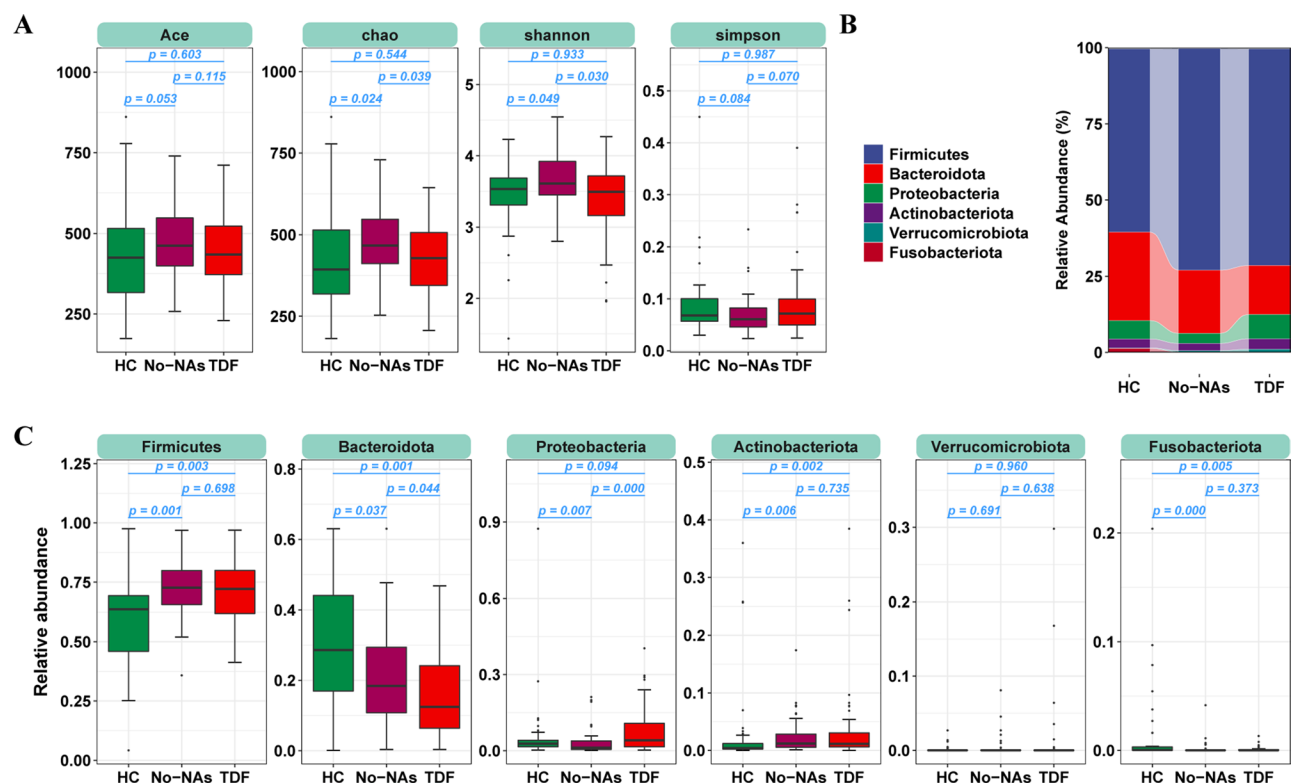 A
Ace
chao
shannon
simpson
B
p = 0.603
p = 0.115
p = 0.053
1000
750
500
250
HC No−NAs TDF
p = 0.544
p = 0.039
p = 0.024
1000
750
500
250
HC No−NAs TDF
p = 0.933
p = 0.030
p = 0.049
5
4
3
2
HC No−NAs TDF
p = 0.987
p = 0.070
p = 0.084
0.5
0.4
0.3
0.2
0.1
0.0
HC No−NAs TDF
Firmicutes
Bacteroidota
Proteobacteria
Actinobacteriota
Verrucomicrobiota
Fusobacteriota
Relative Abundance (%)
100
75
50
25
0
HC No−NAs TDF
C
Firmicutes
Bacteroidota
Proteobacteria
Actinobacteriota
Verrucomicrobiota
Fusobacteriota
Relative abundance
p = 0.003
p = 0.698
p = 0.001
1.25
1.00
0.75
0.50
0.25
0.00
HC No−NAs TDF
p = 0.001
p = 0.044
p = 0.037
0.8
0.6
0.4
0.2
0.0
HC No−NAs TDF
p = 0.094
p = 0.000
p = 0.007
0.9
0.6
0.3
0.0
HC No−NAs TDF
p = 0.002
p = 0.735
p = 0.006
0.5
0.4
0.3
0.2
0.1
0.0
HC No−NAs TDF
p = 0.960
p = 0.638
p = 0.691
0.3
0.2
0.1
0.0
HC No−NAs TDF
p = 0.005
p = 0.373
p = 0.000
0.2
0.1
0.0
HC No−NAs TDF